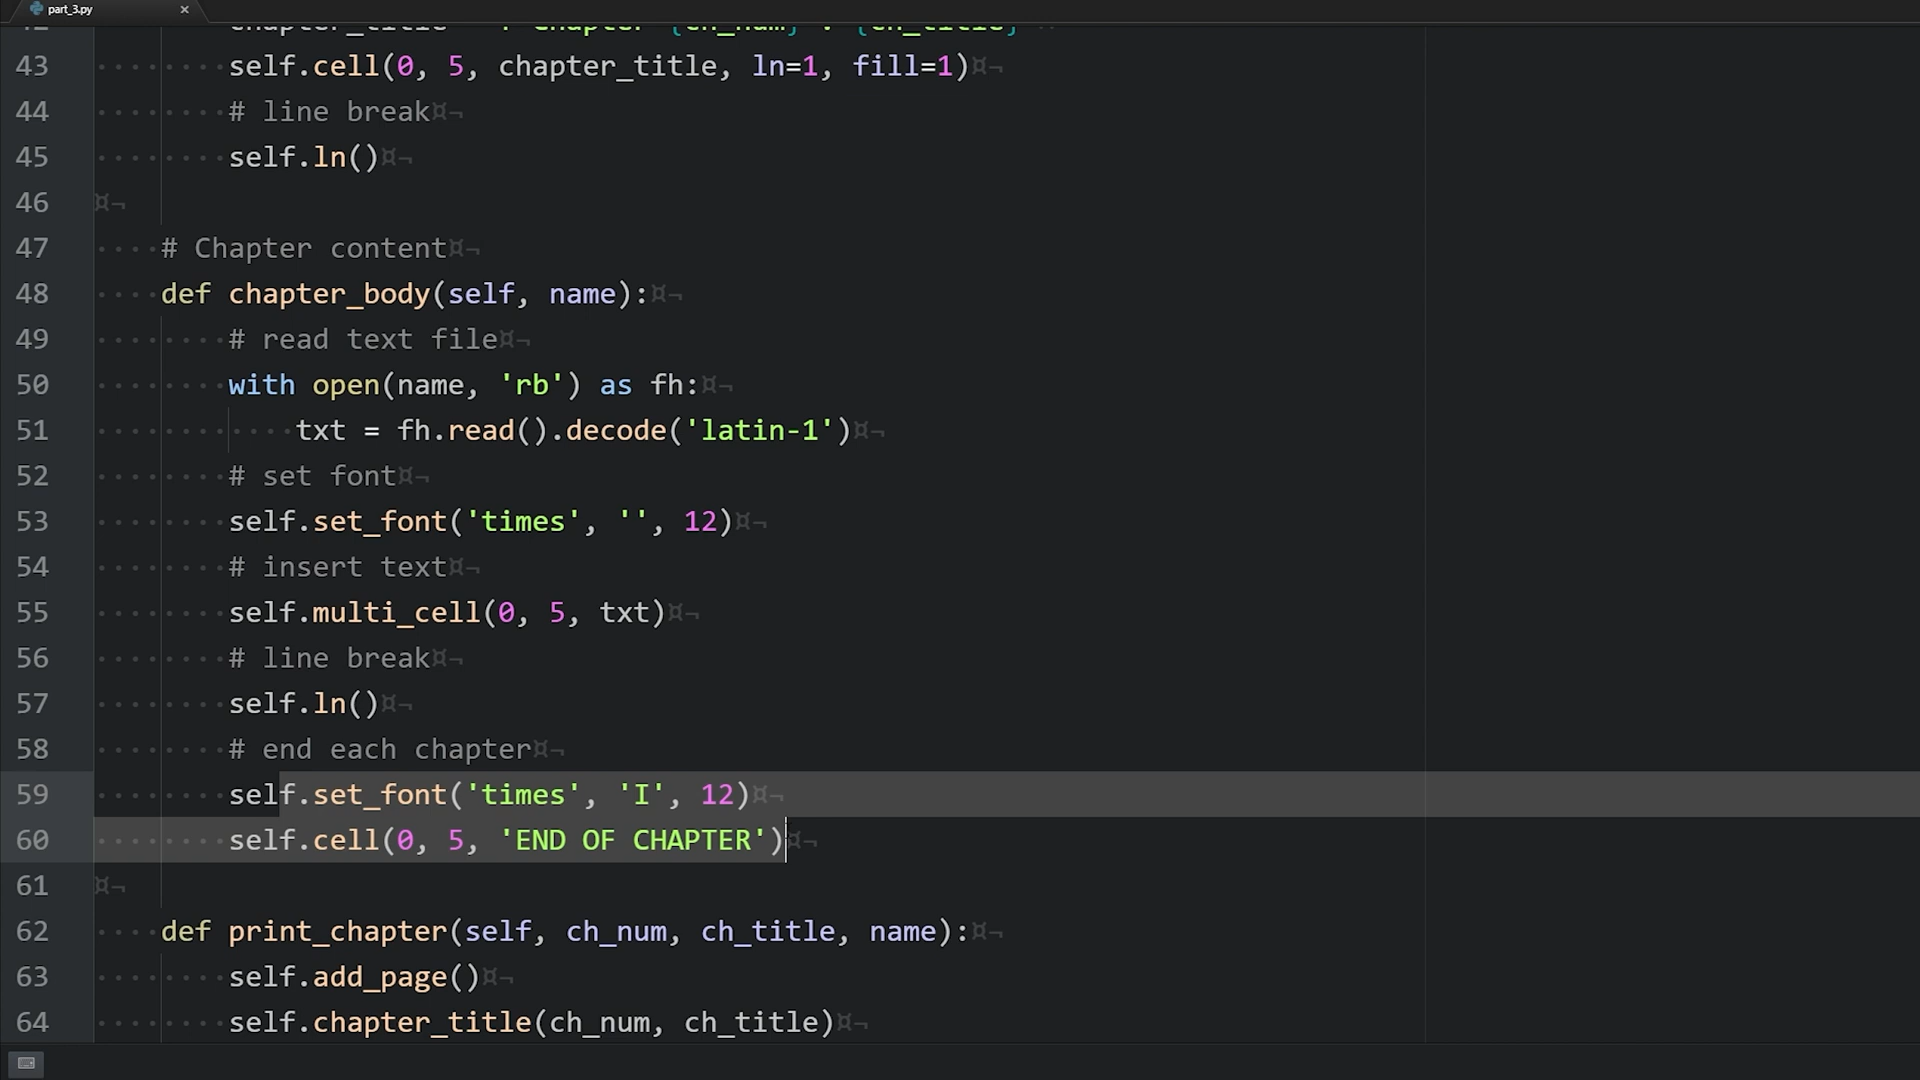 part_3.py
43 self.cell(0, 5, chapter_title, ln=1, fill=1)
44 # line break
45 self.ln()
46
47 # Chapter content
48 def chapter_body(self, name):
49 # read text file
50 with open(name, 'rb') as fh:
51 txt = fh.read().decode('latin-1')
52 # set font
53 self.set_font('times', '', 12)
54 # insert text
55 self.multi_cell(0, 5, txt)
56 # line break
57 self.ln()
58 # end each chapter
59 self.set_font('times', 'I', 12)
60 self.cell(0, 5, 'END OF CHAPTER')
61
62 def print_chapter(self, ch_num, ch_title, name):
63 self.add_page()
64 self.chapter_title(ch_num, ch_title)